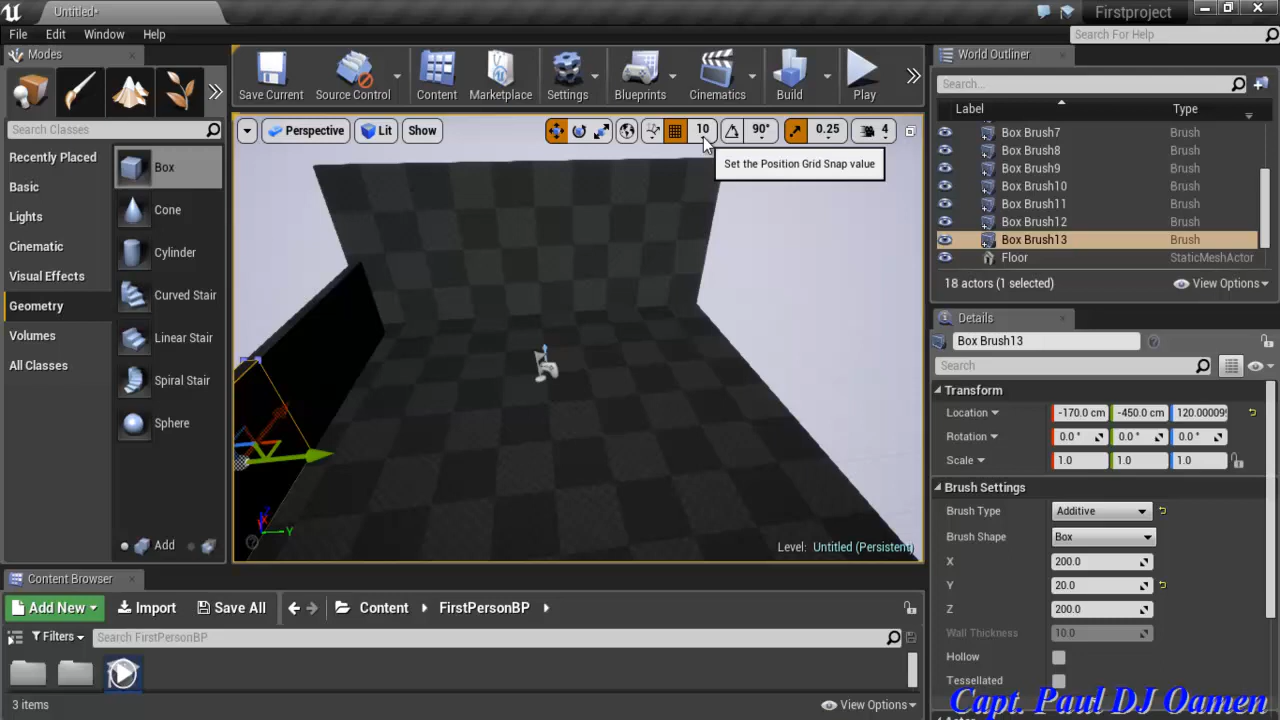 Untitled•
Firstproject
File Edit Window Help
Search For Help
Modes
Save Current Source Control Content Marketplace Settings Blueprints Cinematics Build Play
World Outliner
Search...
Label Type
Search Classes
Perspective Lit Show 10 90° 0.25 4
Set the Position Grid Snap value
Recently Placed
Basic
Lights
Cinematic
Visual Effects
Geometry
Volumes
All Classes
Box
Cone
Cylinder
Curved Stair
Linear Stair
Spiral Stair
Sphere
Add
Y
Level: Untitled (Persistent)
Box Brush7 Brush
Box Brush8 Brush
Box Brush9 Brush
Box Brush10 Brush
Box Brush11 Brush
Box Brush12 Brush
Box Brush13 Brush
Floor StaticMeshActor
18 actors (1 selected) View Options
Details
Box Brush13
Search
Transform
Location -170.0 cm -450.0 cm 120.00009
Rotation 0.0 ° 0.0 ° 0.0 °
Scale 1.0 1.0 1.0
Brush Settings
Brush Type Additive
Brush Shape Box
X 200.0
Y 20.0
Z 200.0
Wall Thickness 10.0
Hollow
Tessellated
Content Browser
Add New Import Save All Content FirstPersonBP
Filters Search FirstPersonBP
3 items View Options
Capt. Paul DJ Oamen